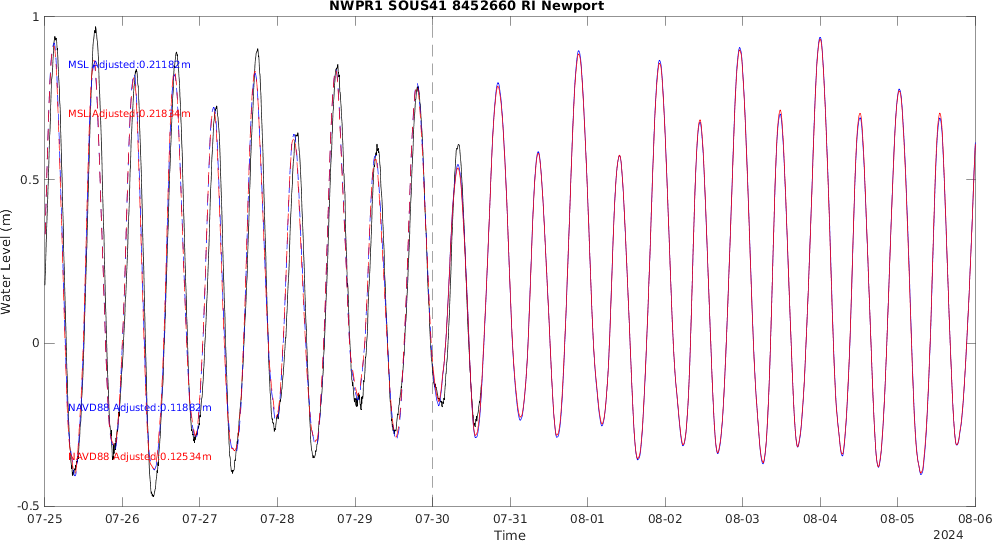 NWPR1 SOUS41 8452660 RI Newport
1
MSL Adjusted:0.21182m
MSL Adjusted:0.21834m
0.5
Water Level (m)
0
NAVD88 Adjusted:0.11882m
NAVD88 Adjusted:0.12534m
-0.5
07-25 07-26 07-27 07-28 07-29 07-30 07-31 08-01 08-02 08-03 08-04 08-05 08-06
Time
2024